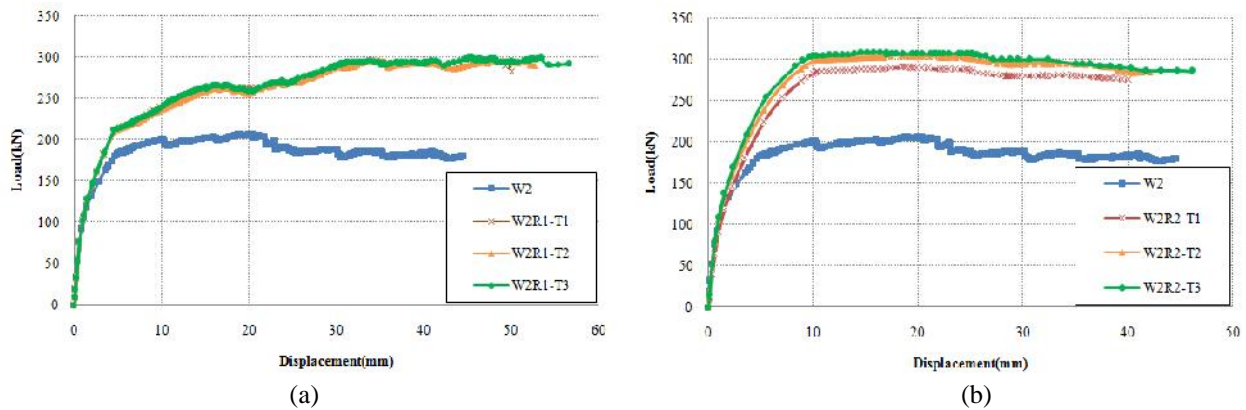 350
300
250
200
150
100
50
0
Load(kN)
0 10 20 30 40 50 60
Displacement(mm)
W2
W2R1-T1
W2R1-T2
W2R1-T3
(a)
350
300
250
200
150
100
50
0
Load(kN)
0 10 20 30 40 50
Displacement(mm)
W2
W2R2-T1
W2R2-T2
W2R2-T3
(b)